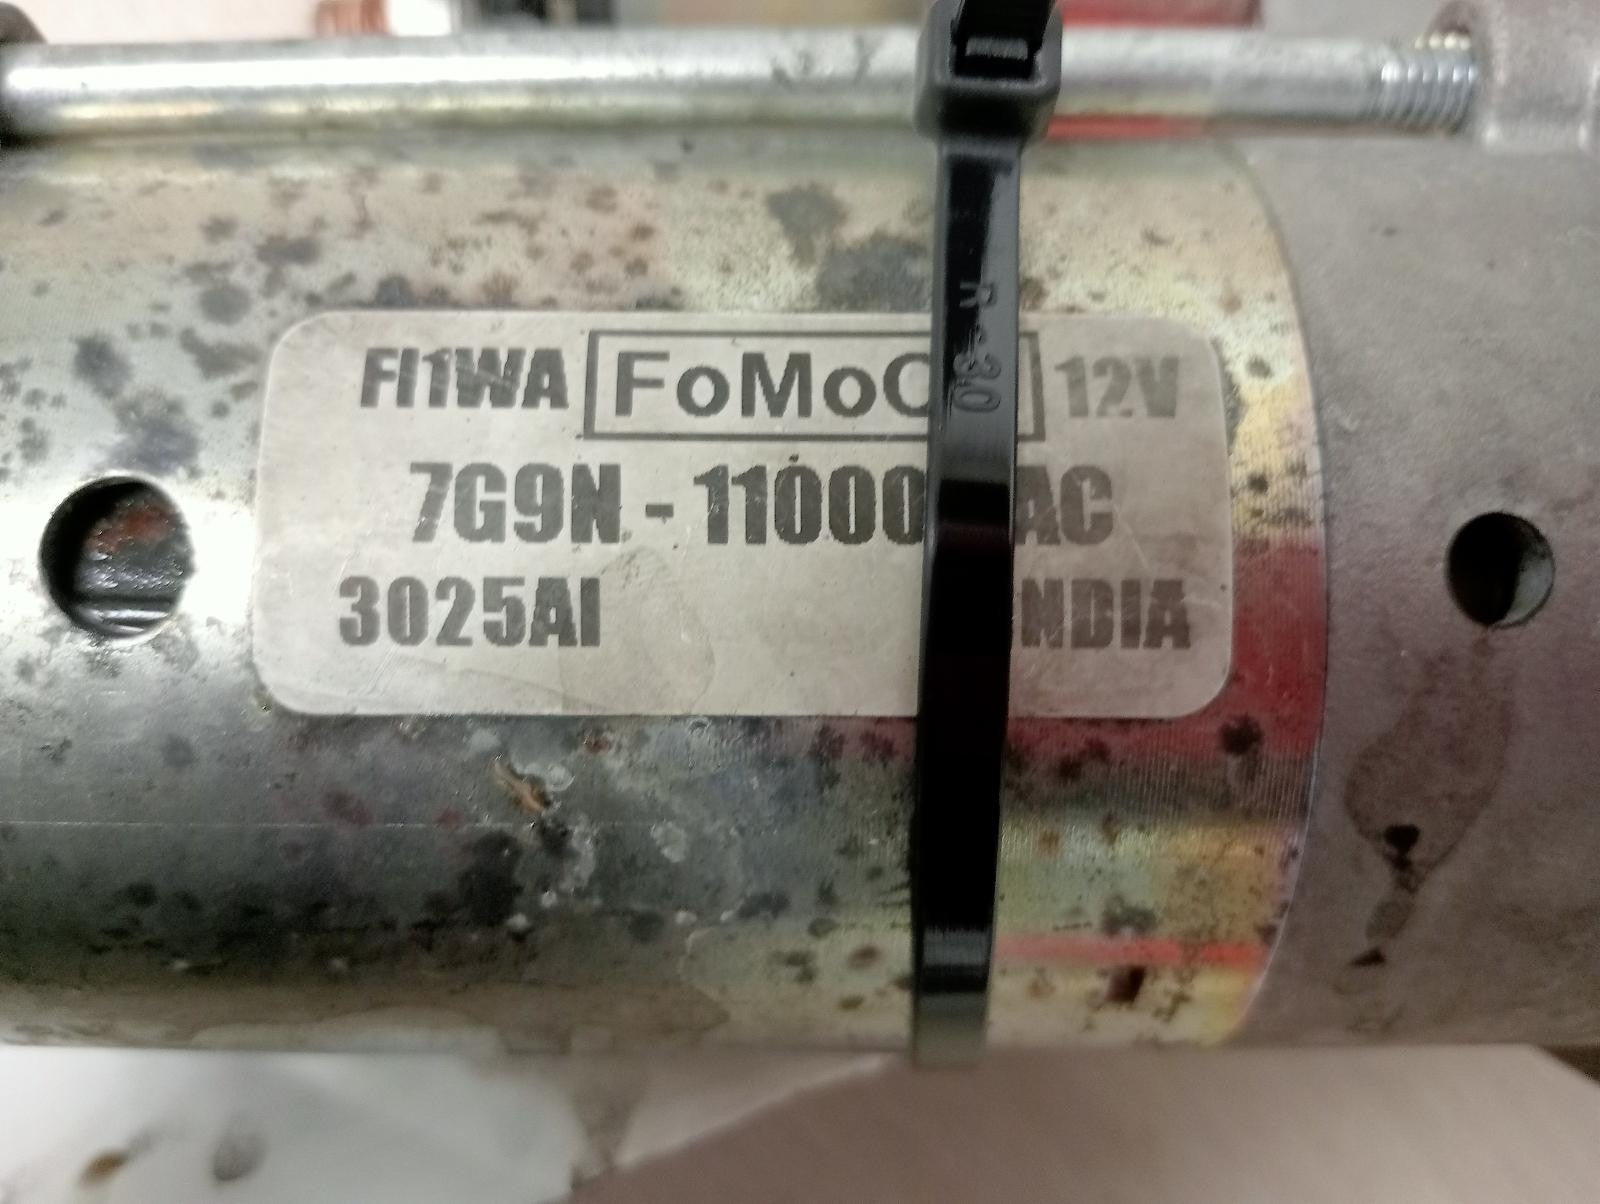 FI1WA FoMoC 12V
7G9N - 11000 AC
3025AI NDIA
R-30